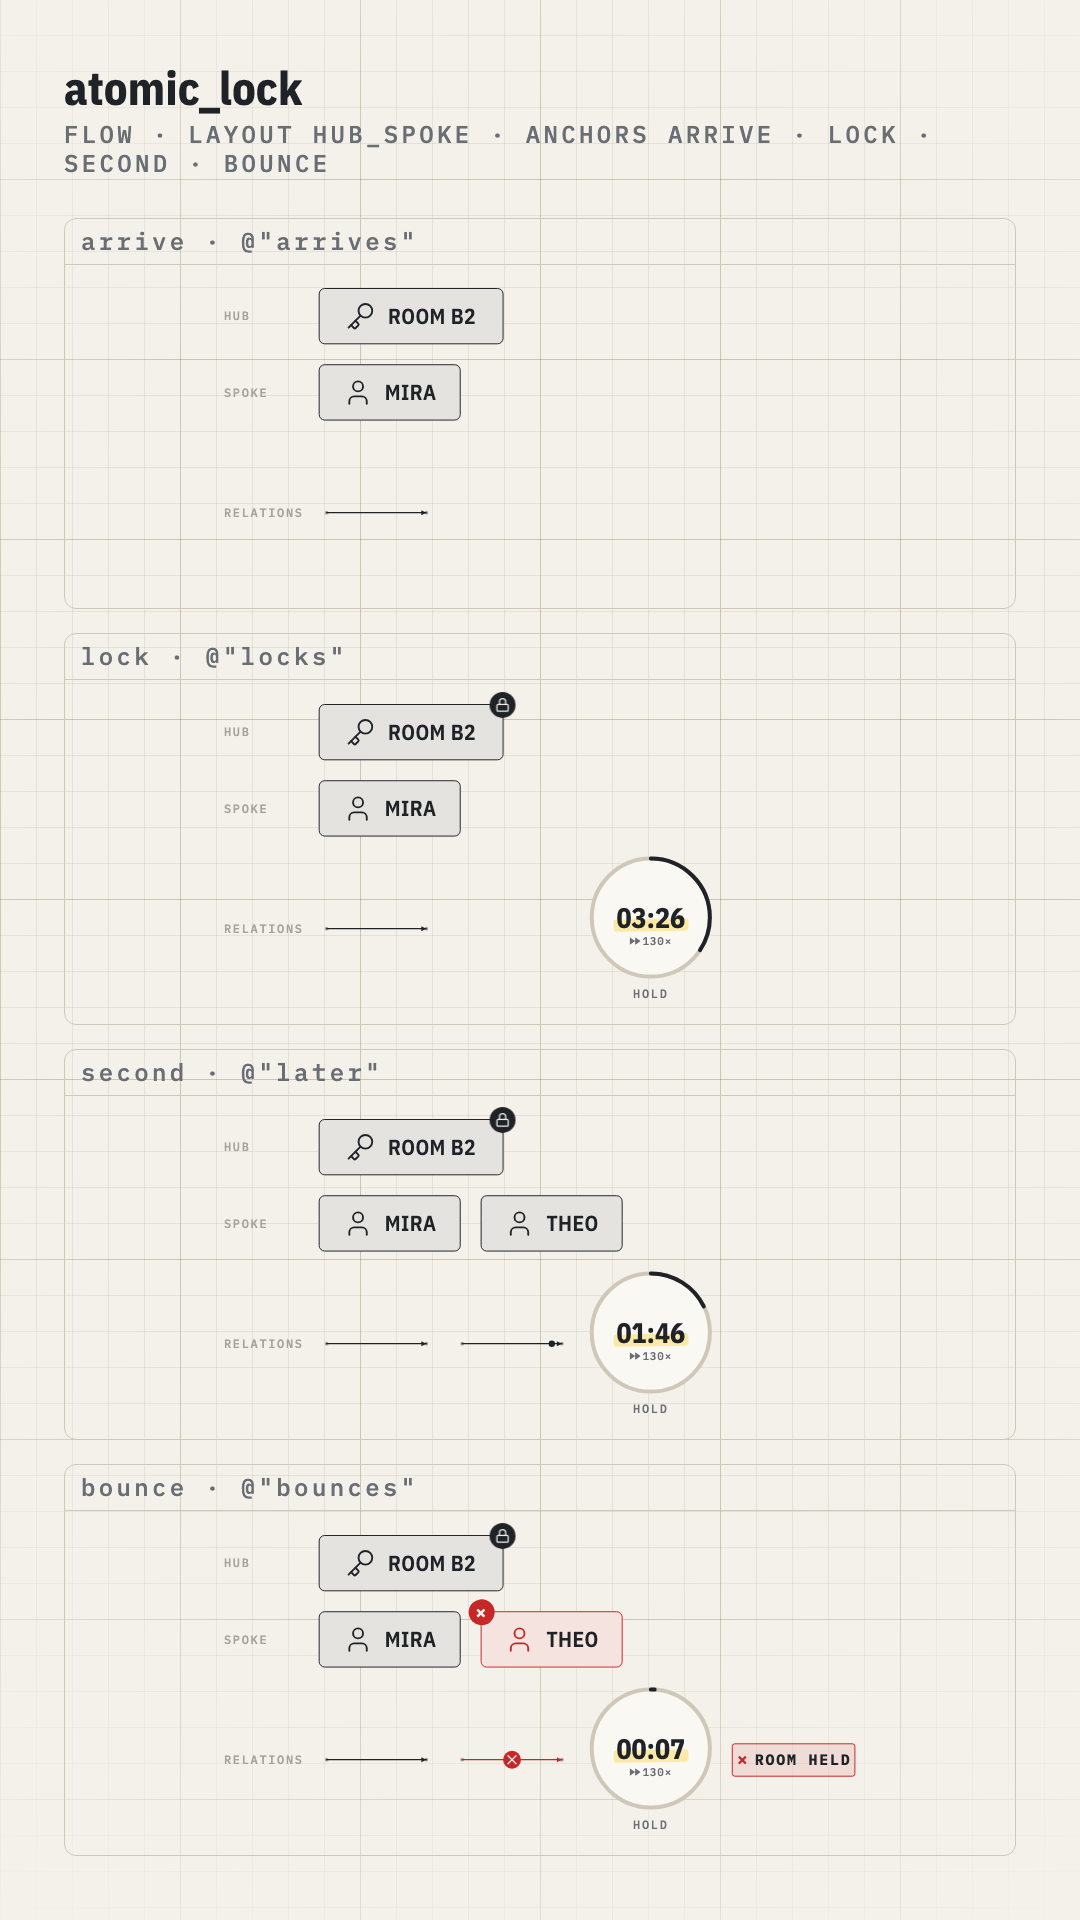 atomic_lock
FLOW · LAYOUT HUB_SPOKE · ANCHORS ARRIVE · LOCK ·
SECOND · BOUNCE
arrive · @"arrives"
HUB
ROOM B2
SPOKE
MIRA
RELATIONS
lock · @"locks"
HUB
ROOM B2
SPOKE
MIRA
RELATIONS
03:26
130×
HOLD
second · @"later"
HUB
ROOM B2
SPOKE
MIRA
THEO
RELATIONS
01:46
130×
HOLD
bounce · @"bounces"
HUB
ROOM B2
SPOKE
MIRA
THEO
RELATIONS
00:07
130×
HOLD
ROOM HELD